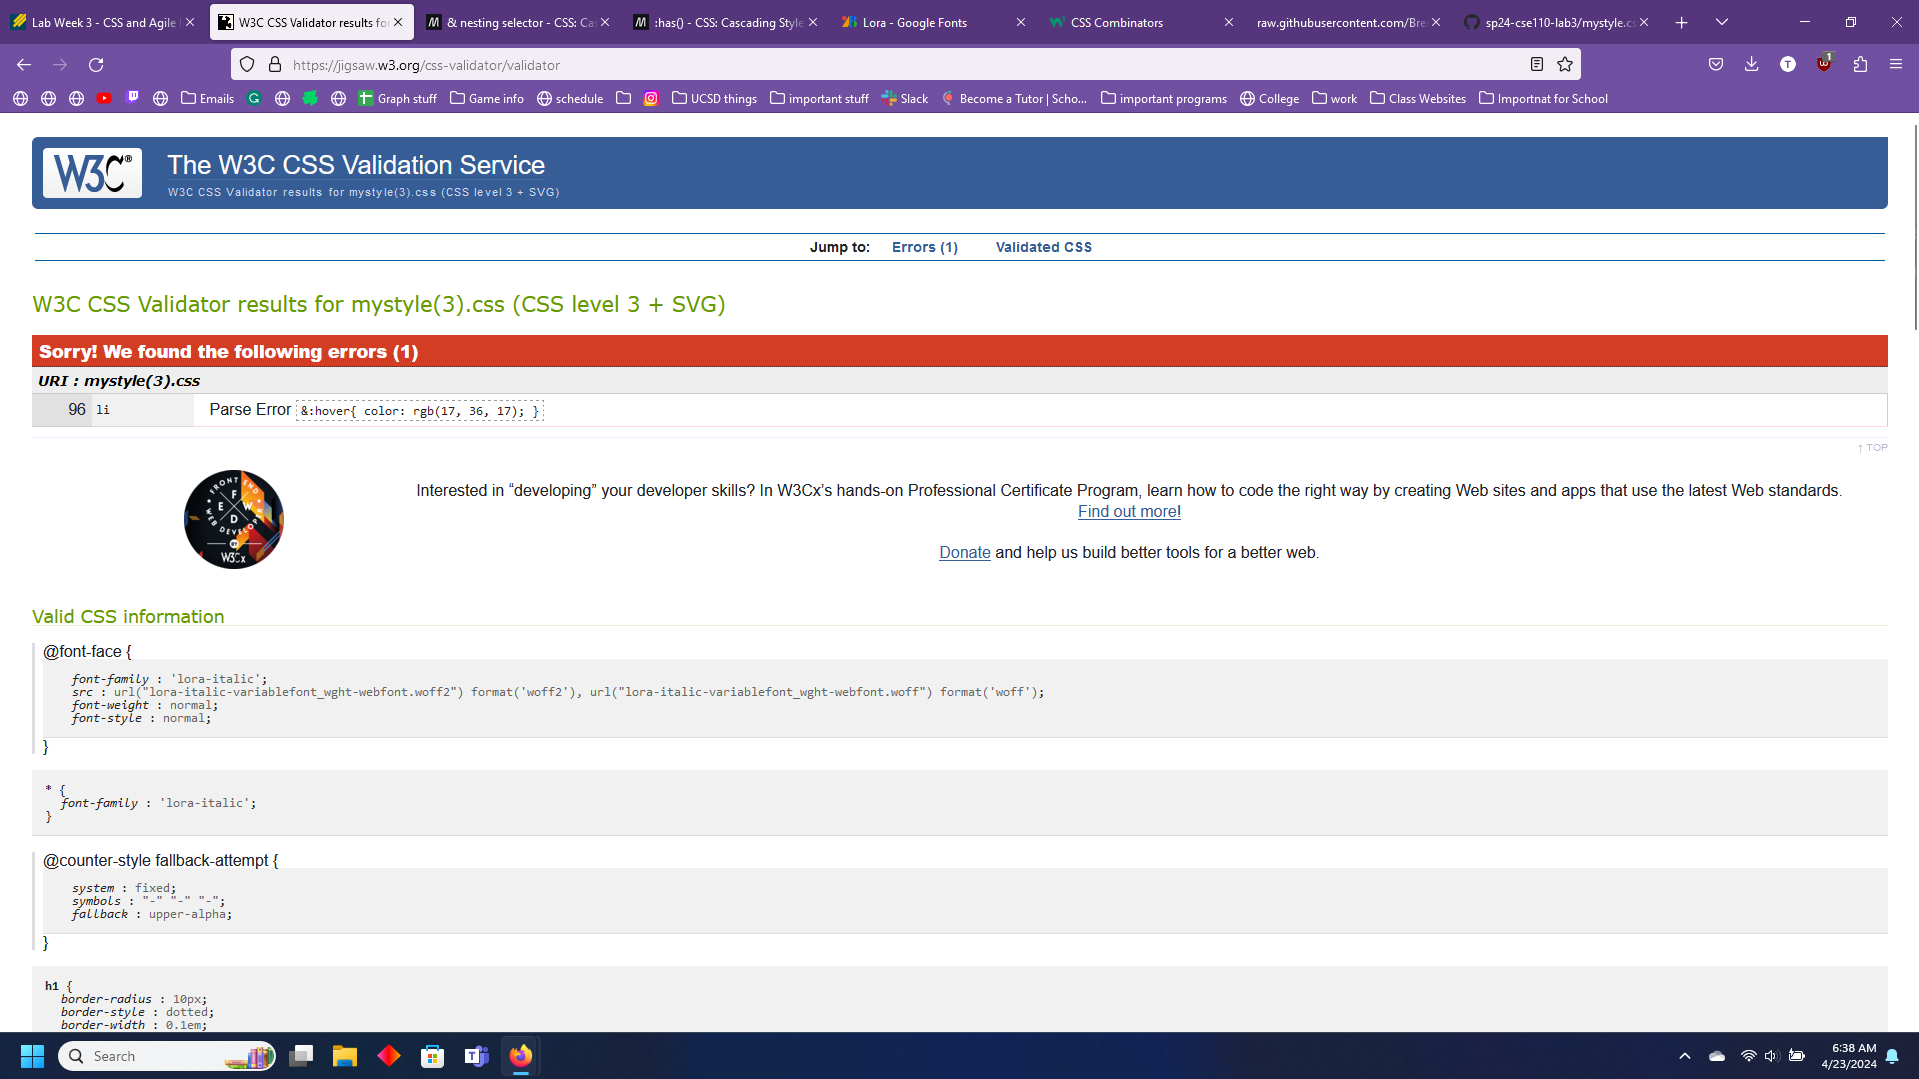 Lab Week 3 - CSS and Agile
W3C CSS Validator results for
& nesting selector - CSS: Cas
:has() - CSS: Cascading Style
Lora - Google Fonts
CSS Combinators
raw.githubusercontent.com/Bre
sp24-cse110-lab3/mystyle.cs
https://jigsaw.w3.org/css-validator/validator
T
1
Emails
Graph stuff
Game info
schedule
UCSD things
important stuff
Slack
Become a Tutor | Scho...
important programs
College
work
Class Websites
Importnat for School
W3C®
The W3C CSS Validation Service
W3C CSS Validator results for mystyle(3).css (CSS level 3 + SVG)
Jump to: Errors (1) Validated CSS
W3C CSS Validator results for mystyle(3).css (CSS level 3 + SVG)
Sorry! We found the following errors (1)
URI : mystyle(3).css
96 li Parse Error &:hover{ color: rgb(17, 36, 17); }
↑ TOP
FRONT END WEB DEVELOPER
F E W D
BY
W3Cx
Interested in “developing” your developer skills? In W3Cx’s hands-on Professional Certificate Program, learn how to code the right way by creating Web sites and apps that use the latest Web standards.
Find out more!
Donate and help us build better tools for a better web.
Valid CSS information
@font-face {
font-family : 'lora-italic';
src : url("lora-italic-variablefont_wght-webfont.woff2") format('woff2'), url("lora-italic-variablefont_wght-webfont.woff") format('woff');
font-weight : normal;
font-style : normal;
}
* {
font-family : 'lora-italic';
}
@counter-style fallback-attempt {
system : fixed;
symbols : "-" "-" "-";
fallback : upper-alpha;
}
h1 {
border-radius : 10px;
border-style : dotted;
border-width : 0.1em;
Search
6:38 AM
4/23/2024